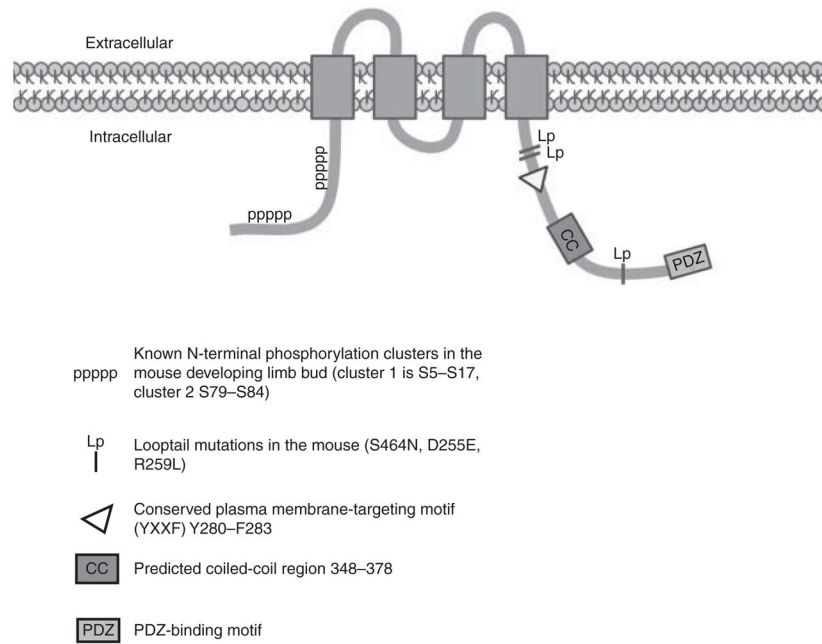 Extracellular
Intracellular
ppppp
ppppp
Lp
Lp
CC
Lp
PDZ
ppppp
Known N-terminal phosphorylation clusters in the
mouse developing limb bud (cluster 1 is S5–S17,
cluster 2 S79–S84)
Lp
Looptail mutations in the mouse (S464N, D255E,
R259L)
Conserved plasma membrane-targeting motif
(YXXF) Y280–F283
CC
Predicted coiled-coil region 348–378
PDZ
PDZ-binding motif